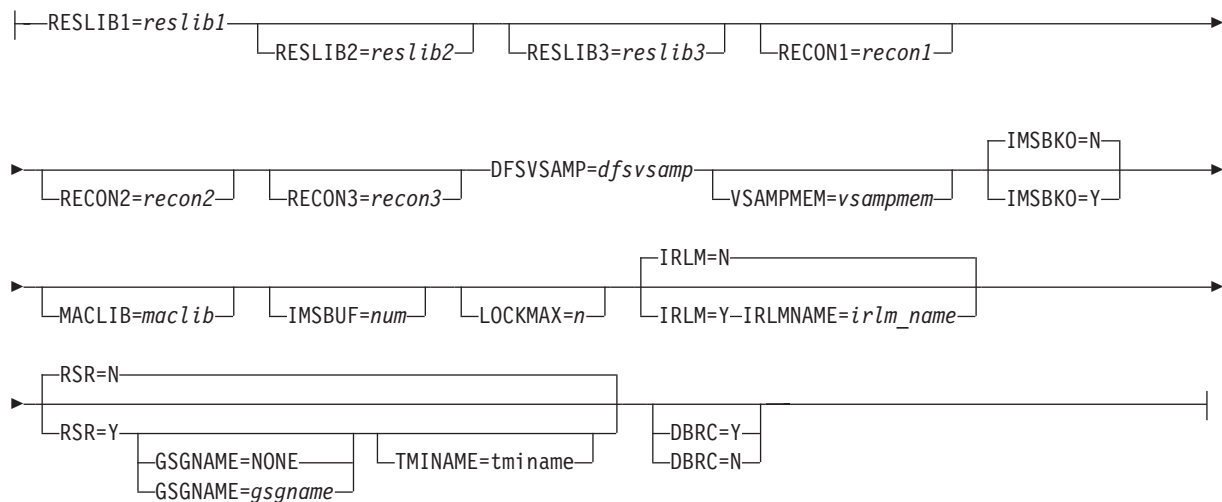 RESLIB1=reslib1
RESLIB2=reslib2
RESLIB3=reslib3
RECON1=recon1
RECON2=recon2
RECON3=recon3
DFSVSAMP=dfsvsamp
VSAMPMEM=vsampmem
IMSBKO=N
IMSBKO=Y
MACLIB=maclib
IMSBUF=num
LOCKMAX=n
IRLM=N
IRLM=Y IRLMNAME=irlm_name
RSR=N
RSR=Y
GSGNAME=NONE
GSGNAME=gsgname
TMINAME=tminame
DBRC=Y
DBRC=N